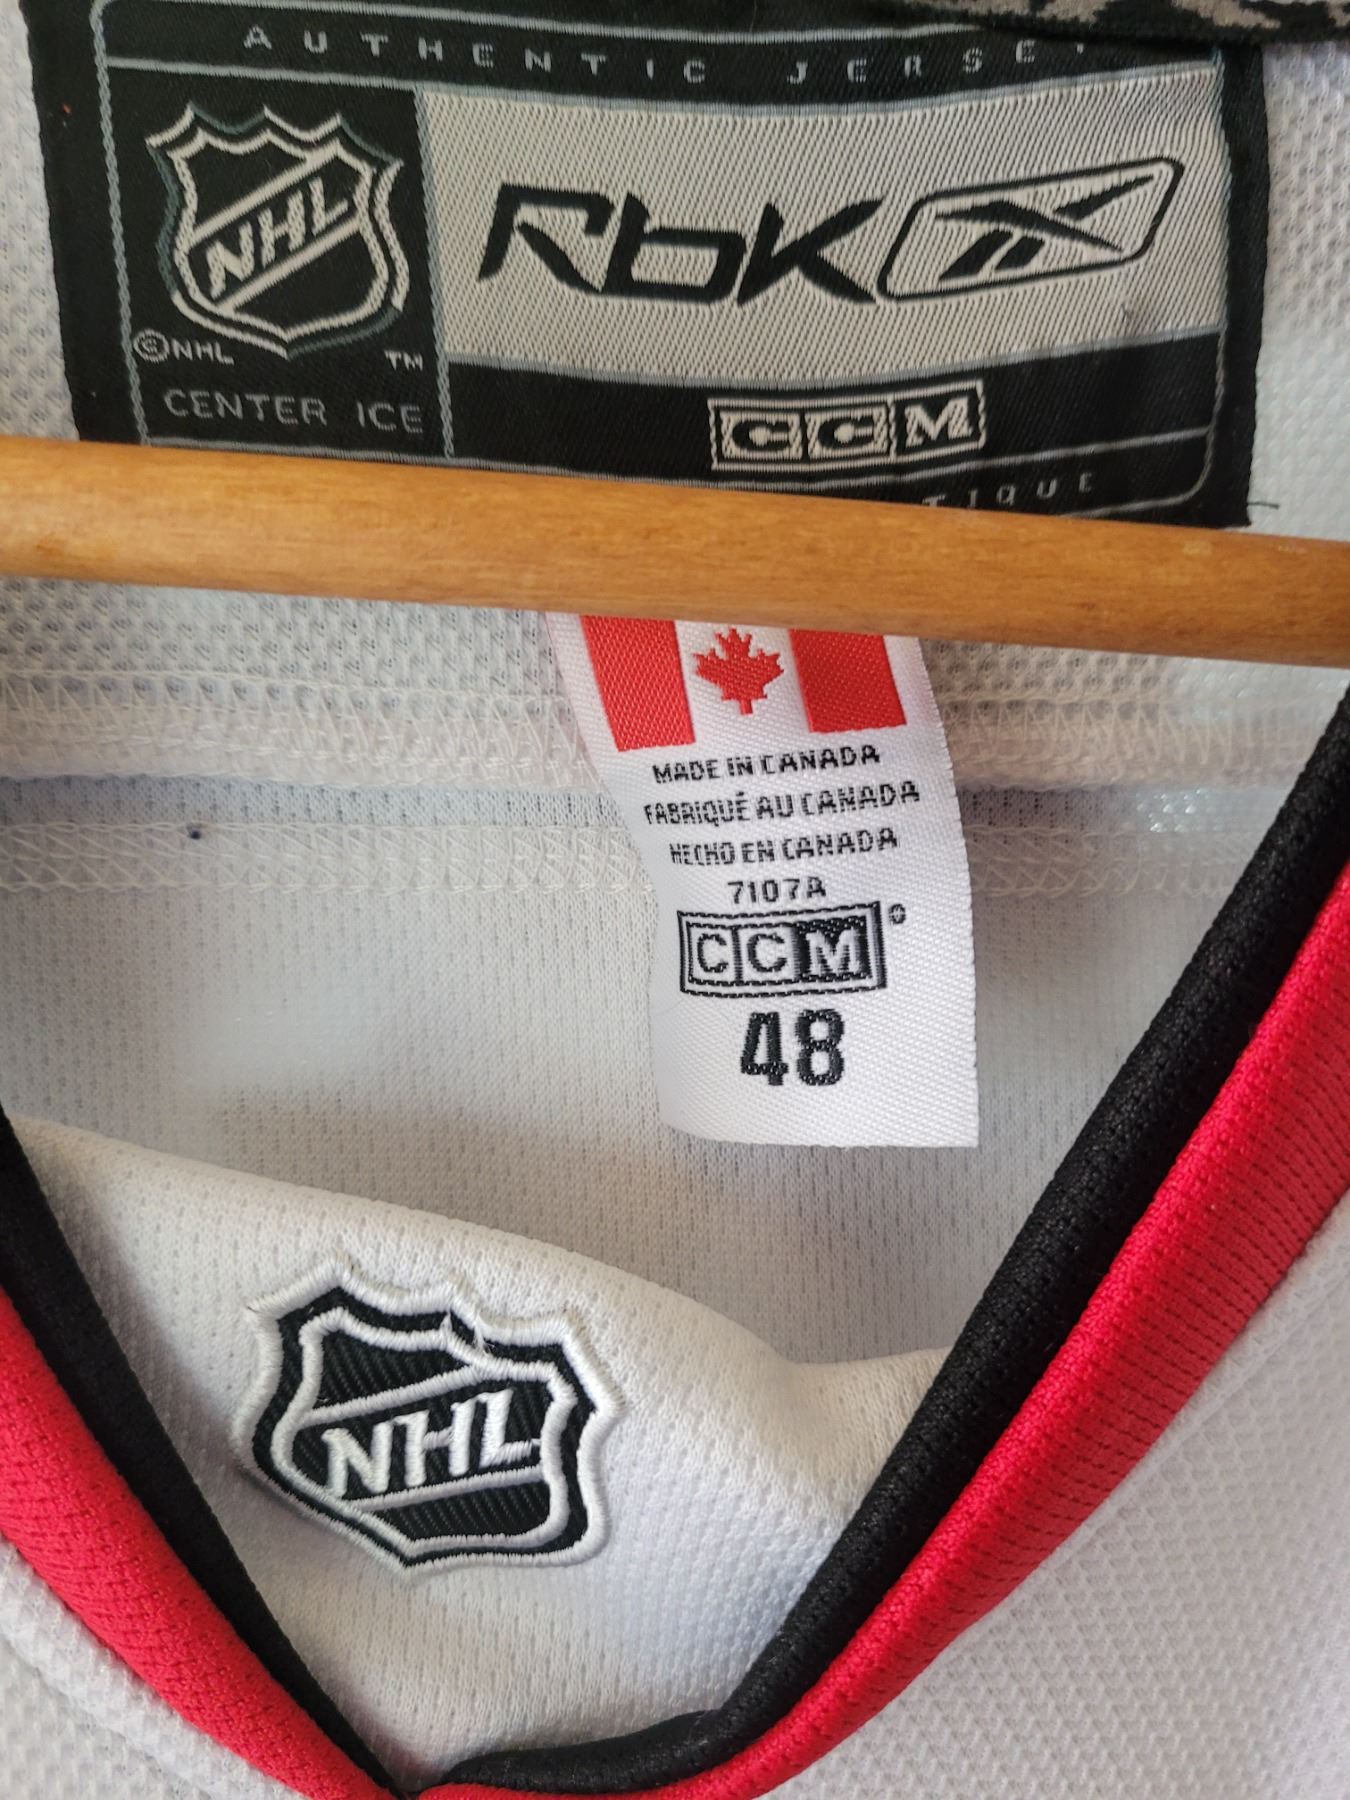 AUTHENTIC JERSEY
NHL
Rbk
©NHL ™
CENTER ICE
CCM
TIQUE
MADE IN CANADA
FABRIQUÉ AU CANADA
HECHO EN CANADA
7107A
CCM®
48
NHL